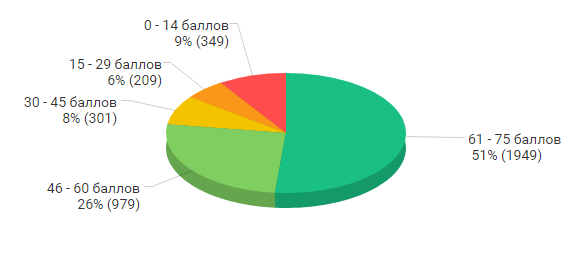 0 - 14 баллов
9% (349)
15 - 29 баллов
6% (209)
30 - 45 баллов
8% (301)
61 - 75 баллов
51% (1949)
46 - 60 баллов
26% (979)